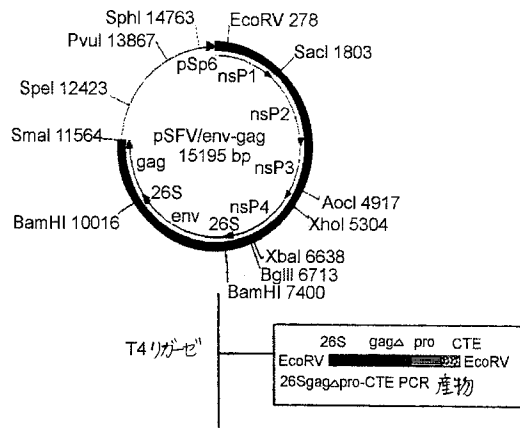 SphI 14763
EcoRV 278
PvuI 13867
SacI 1803
pSp6
nsP1
SpeI 12423
nsP2
SmaI 11564
pSFV/env-gag
15195 bp
nsP3
gag
AocI 4917
26S
nsP4
XhoI 5304
BamHI 10016
env
26S
XbaI 6638
BglII 6713
BamHI 7400
T4リガーゼ
26S gag△ pro CTE
EcoRV EcoRV
26Sgag△pro-CTE PCR 産物